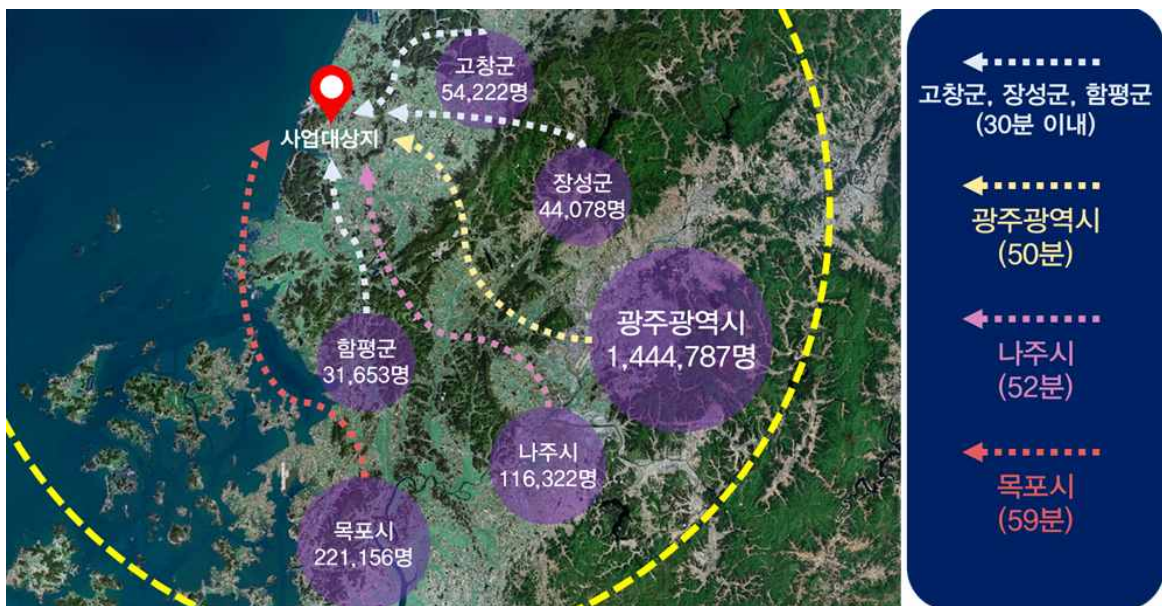 고창군
54,222명
사업대상지
장성군
44,078명
광주광역시
1,444,787명
함평군
31,653명
나주시
116,322명
목포시
221,156명
고창군, 장성군, 함평군
(30분 이내)
광주광역시
(50분)
나주시
(52분)
목포시
(59분)